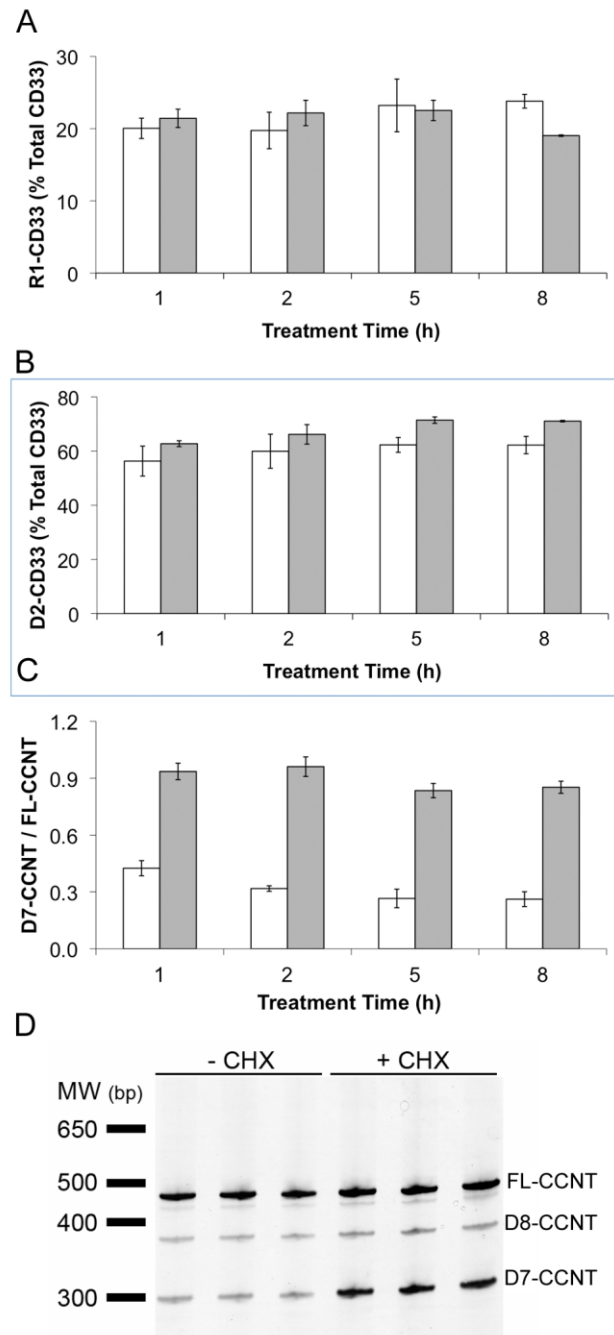 A
R1-CD33 (% Total CD33)
30
20
10
0
1 2 5 8
Treatment Time (h)
B
D2-CD33 (% Total CD33)
80
60
40
20
0
1 2 5 8
Treatment Time (h)
C
D7-CCNT / FL-CCNT
1.2
0.9
0.6
0.3
0.0
1 2 5 8
Treatment Time (h)
D
- CHX + CHX
MW (bp)
650
500 FL-CCNT
400 D8-CCNT
300 D7-CCNT